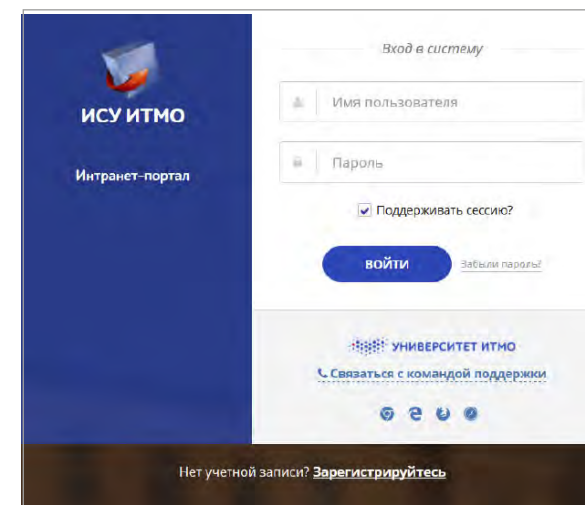 ИСУ ИТМО
Интранет-портал
Вход в систему
Имя пользователя
Пароль
Поддерживать сессию?
ВОЙТИ
Забыли пароль?
УНИВЕРСИТЕТ ИТМО
Связаться с командой поддержки
Нет учетной записи? Зарегистрируйтесь